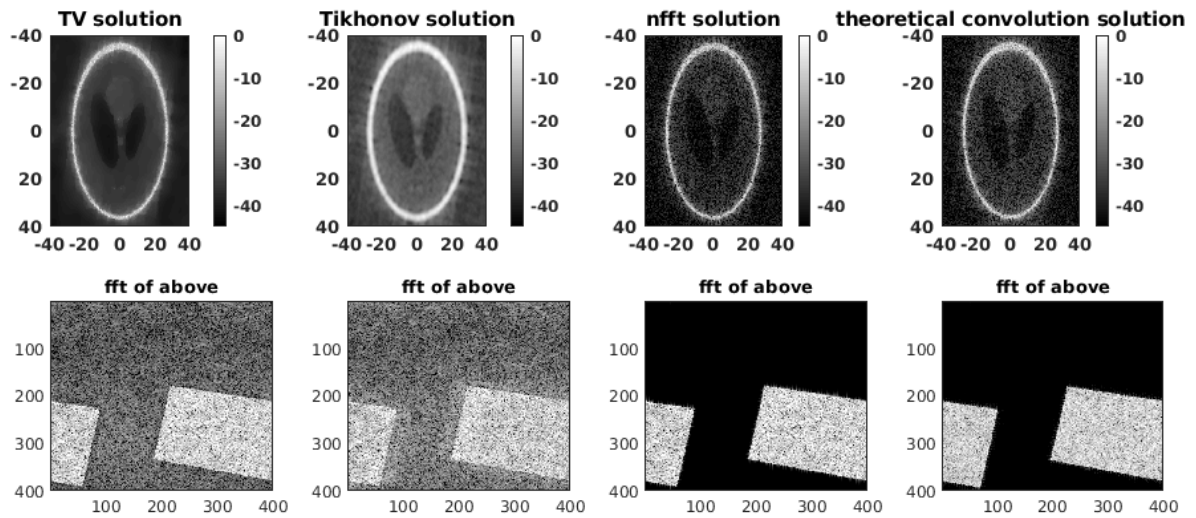 TV solution Tikhonov solution nfft solution theoretical convolution solution
-40 0 -40 0 -40 0 -40 0
-20 -10 -20 -10 -20 -10 -20 -10
0 -20 0 -20 0 -20 0 -20
20 -30 20 -30 20 -30 20 -30
40 -40 40 -40 40 -40 40 -40
-40 -20 0 20 40 -40 -20 0 20 40 -40 -20 0 20 40 -40 -20 0 20 40
fft of above fft of above fft of above fft of above
100 100 100 100
200 200 200 200
300 300 300 300
400 400 400 400
100 200 300 400 100 200 300 400 100 200 300 400 100 200 300 400